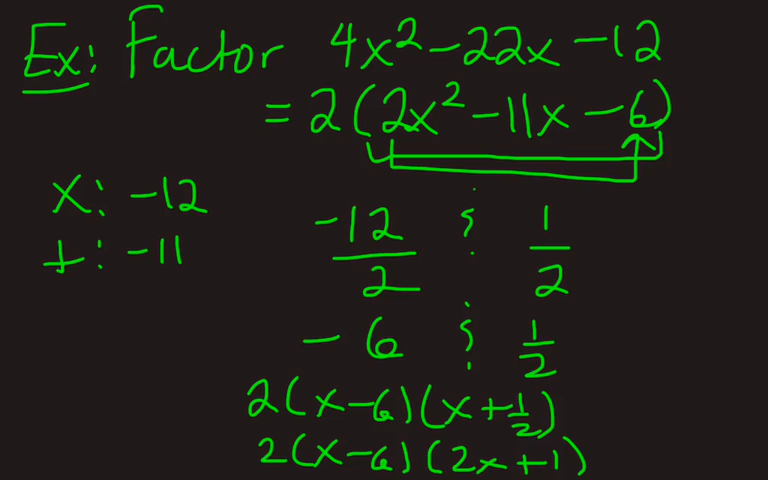 Ex: Factor 4x² - 22x - 12
= 2(2x² - 11x - 6)
x: -12
+: -11
-12/2 & 1/2
-6 & 1/2
2(x-6)(x+1/2)
2(x-6)(2x+1)